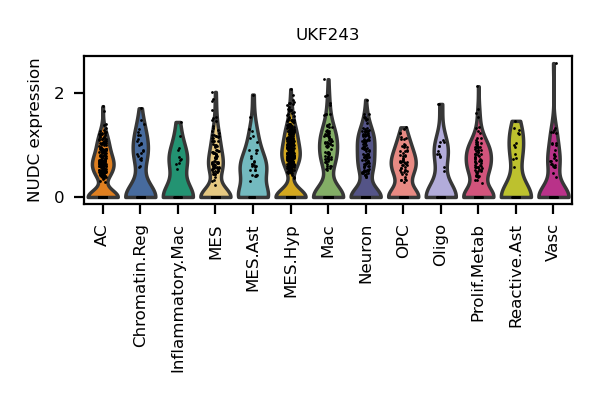 UKF243
NUDC expression
2
0
AC
Chromatin.Reg
Inflammatory.Mac
MES
MES.Ast
MES.Hyp
Mac
Neuron
OPC
Oligo
Prolif.Metab
Reactive.Ast
Vasc